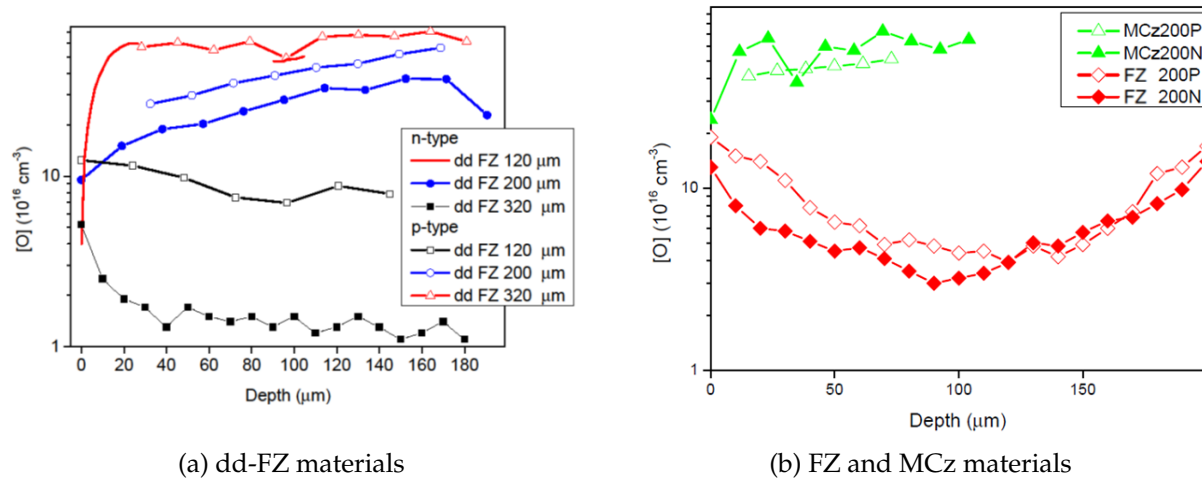 [O] (10¹⁶ cm⁻³)
10
1
0 20 40 60 80 100 120 140 160 180
Depth (μm)
n-type
dd FZ 120 μm
dd FZ 200 μm
dd FZ 320 μm
p-type
dd FZ 120 μm
dd FZ 200 μm
dd FZ 320 μm
(a) dd-FZ materials
[O] (10¹⁶ cm⁻³)
10
1
0 50 100 150
Depth (μm)
MCz200P
MCz200N
FZ 200P
FZ 200N
(b) FZ and MCz materials